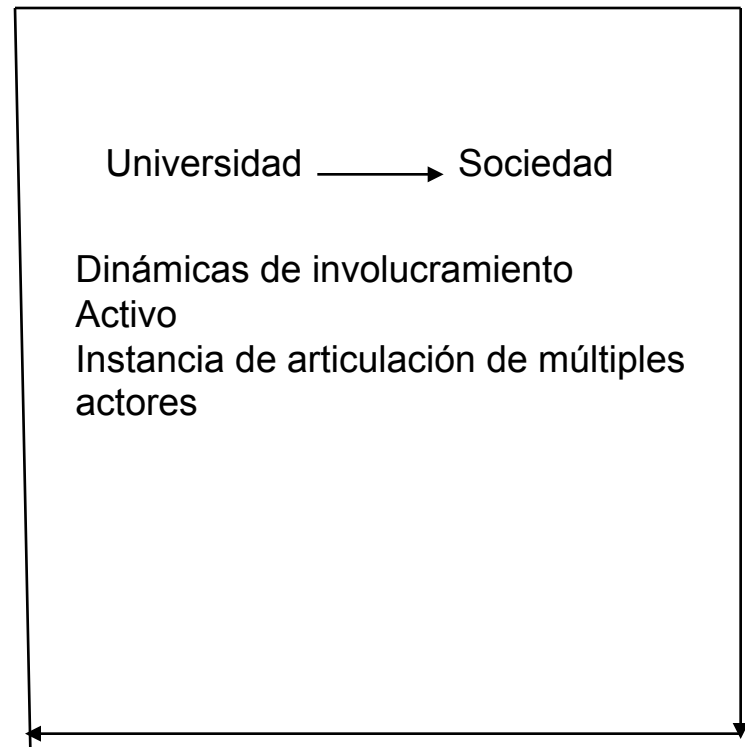 Universidad Sociedad
Dinámicas de involucramiento
Activo
Instancia de articulación de múltiples
actores